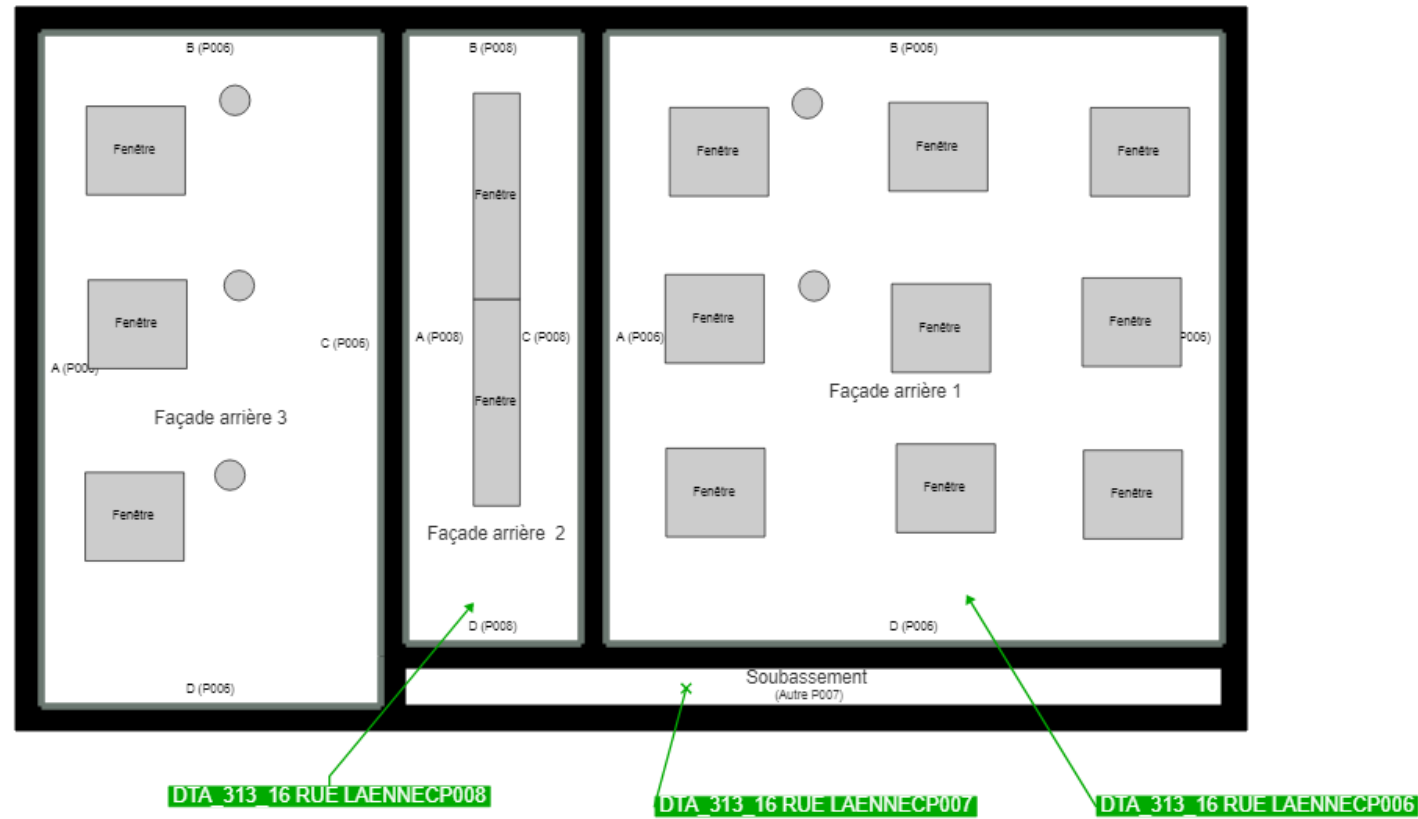 B (P006)
B (P008)
B (P006)
Fenêtre
Fenêtre
Fenêtre
Fenêtre
Fenêtre
Fenêtre
A (P006)
C (P006)
A (P008)
C (P008)
A (P006)
Fenêtre
Fenêtre
Fenêtre
P006)
Fenêtre
Façade arrière 3
Façade arrière 1
Fenêtre
Fenêtre
Fenêtre
Fenêtre
Fenêtre
Façade arrière 2
D (P008)
D (P006)
D (P006)
Soubassement
(Autre P007)
DTA_313_16 RUE LAENNECP008
DTA_313_16 RUE LAENNECP007
DTA_313_16 RUE LAENNECP006